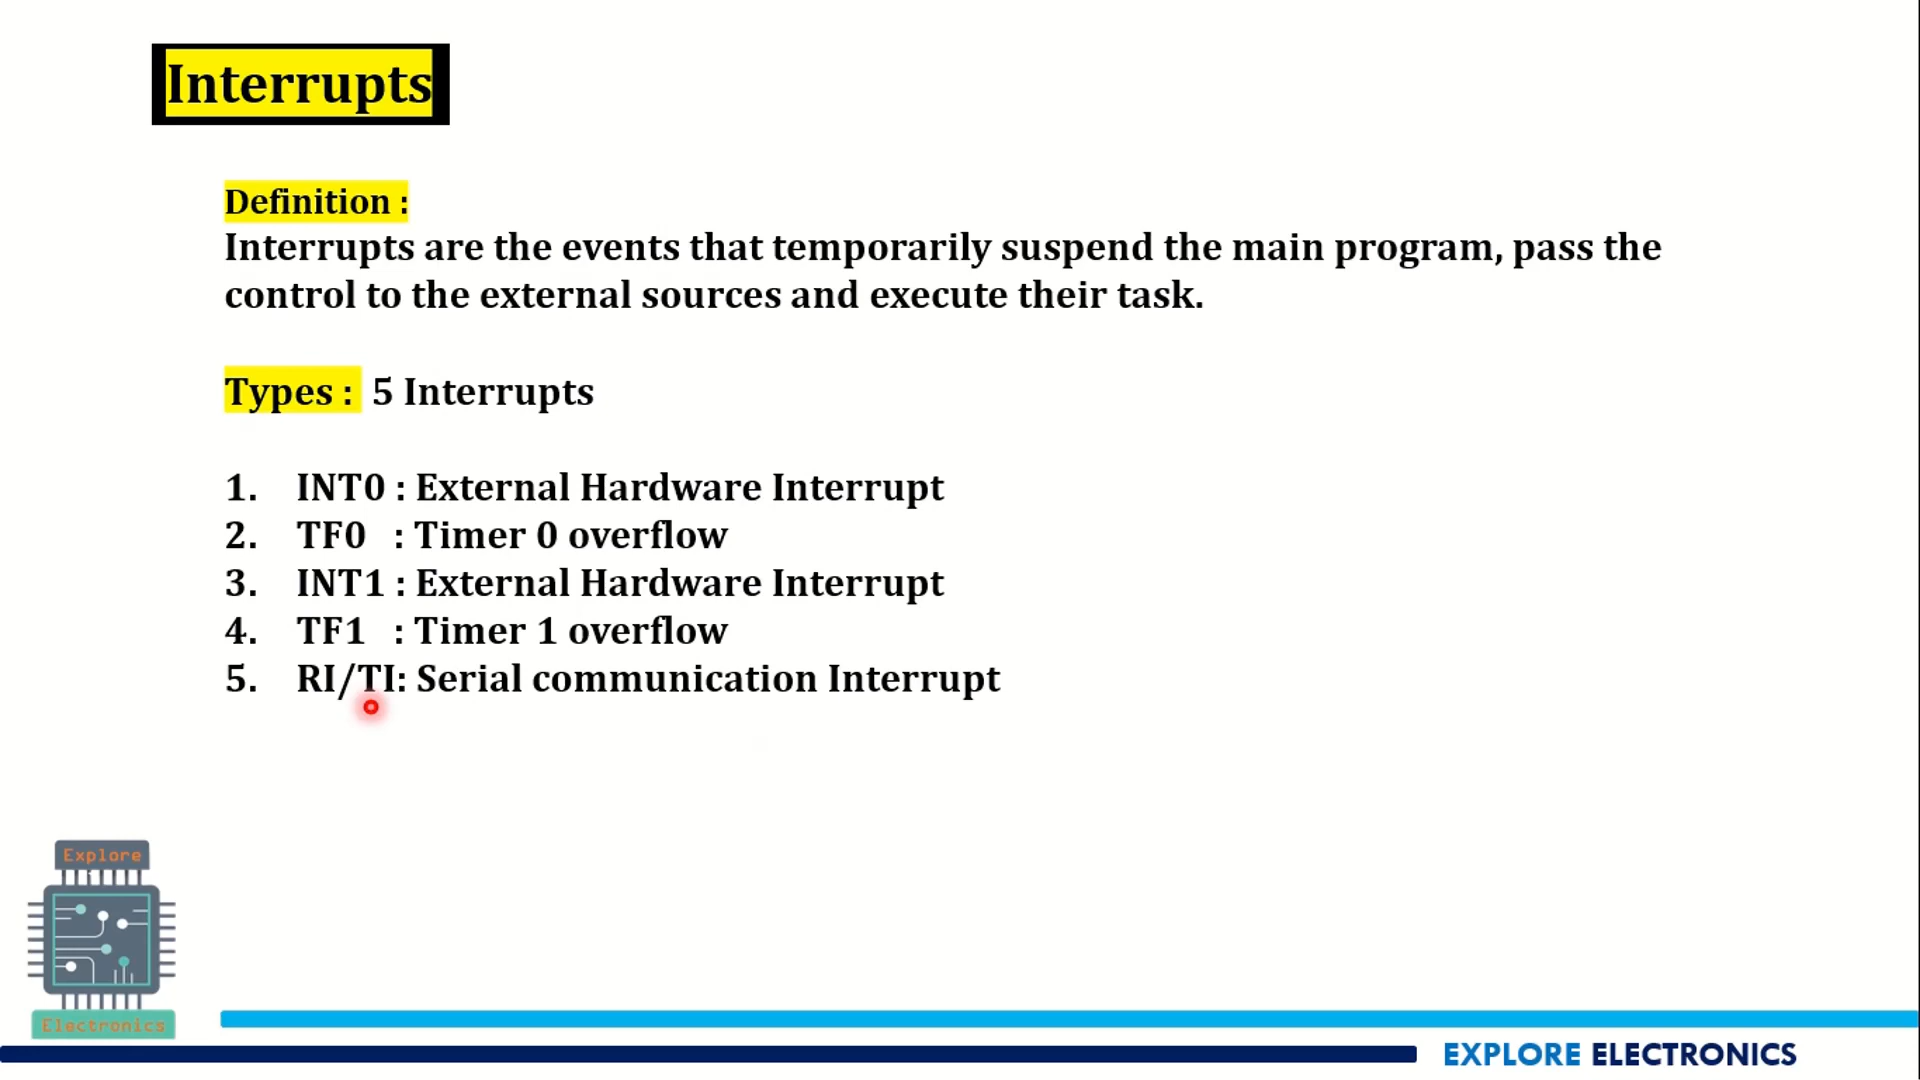 Interrupts
Definition :
Interrupts are the events that temporarily suspend the main program, pass the
control to the external sources and execute their task.
Types : 5 Interrupts
1. INT0 : External Hardware Interrupt
2. TF0 : Timer 0 overflow
3. INT1 : External Hardware Interrupt
4. TF1 : Timer 1 overflow
5. RI/TI: Serial communication Interrupt
Explore
Electronics
EXPLORE ELECTRONICS